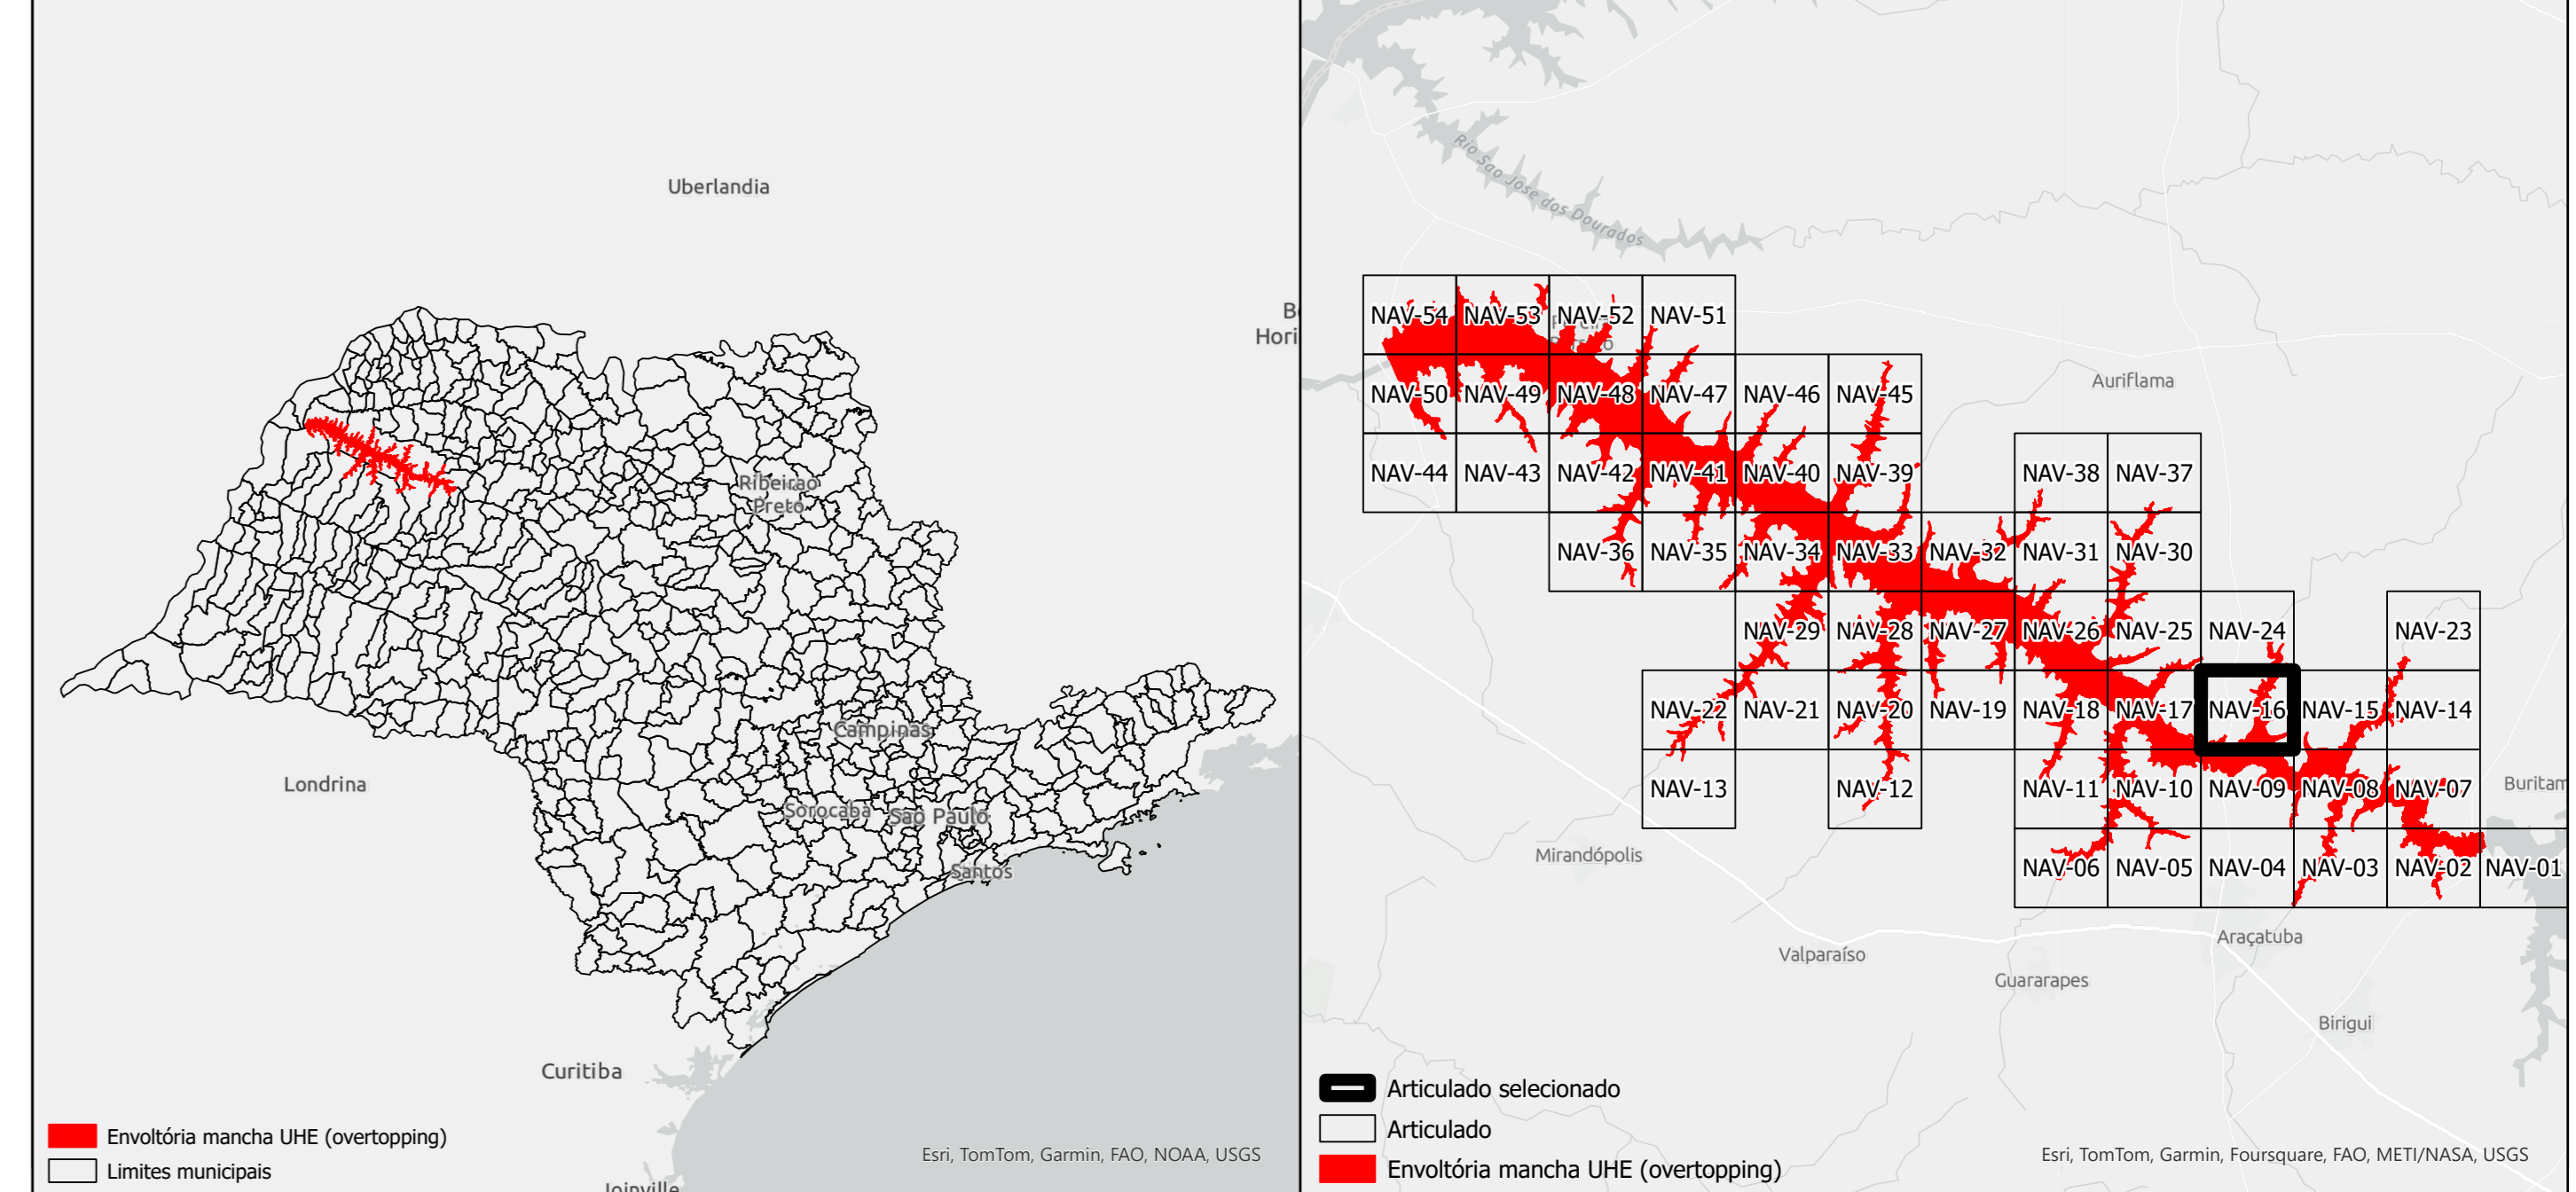 Uberlandia
Ribeirao
Preto
Campinas
Londrina
Sorocaba
Sao Paulo
Santos
Curitiba
Joinville
Envoltória mancha UHE (overtopping)
Limites municipais
Esri, TomTom, Garmin, FAO, NOAA, USGS
Rio Sao Jose dos Dourados
NAV-54 NAV-53 NAV-52 NAV-51
NAV-50 NAV-49 NAV-48 NAV-47 NAV-46 NAV-45
Auriflama
NAV-44 NAV-43 NAV-42 NAV-41 NAV-40 NAV-39 NAV-38 NAV-37
NAV-36 NAV-35 NAV-34 NAV-33 NAV-32 NAV-31 NAV-30
NAV-29 NAV-28 NAV-27 NAV-26 NAV-25 NAV-24 NAV-23
NAV-22 NAV-21 NAV-20 NAV-19 NAV-18 NAV-17 NAV-16 NAV-15 NAV-14
NAV-13 NAV-12 NAV-11 NAV-10 NAV-09 NAV-08 NAV-07
Buritam
Mirandópolis
NAV-06 NAV-05 NAV-04 NAV-03 NAV-02 NAV-01
Araçatuba
Valparaíso
Guararapes
Birigui
Articulado selecionado
Articulado
Envoltória mancha UHE (overtopping)
Esri, TomTom, Garmin, Foursquare, FAO, METI/NASA, USGS